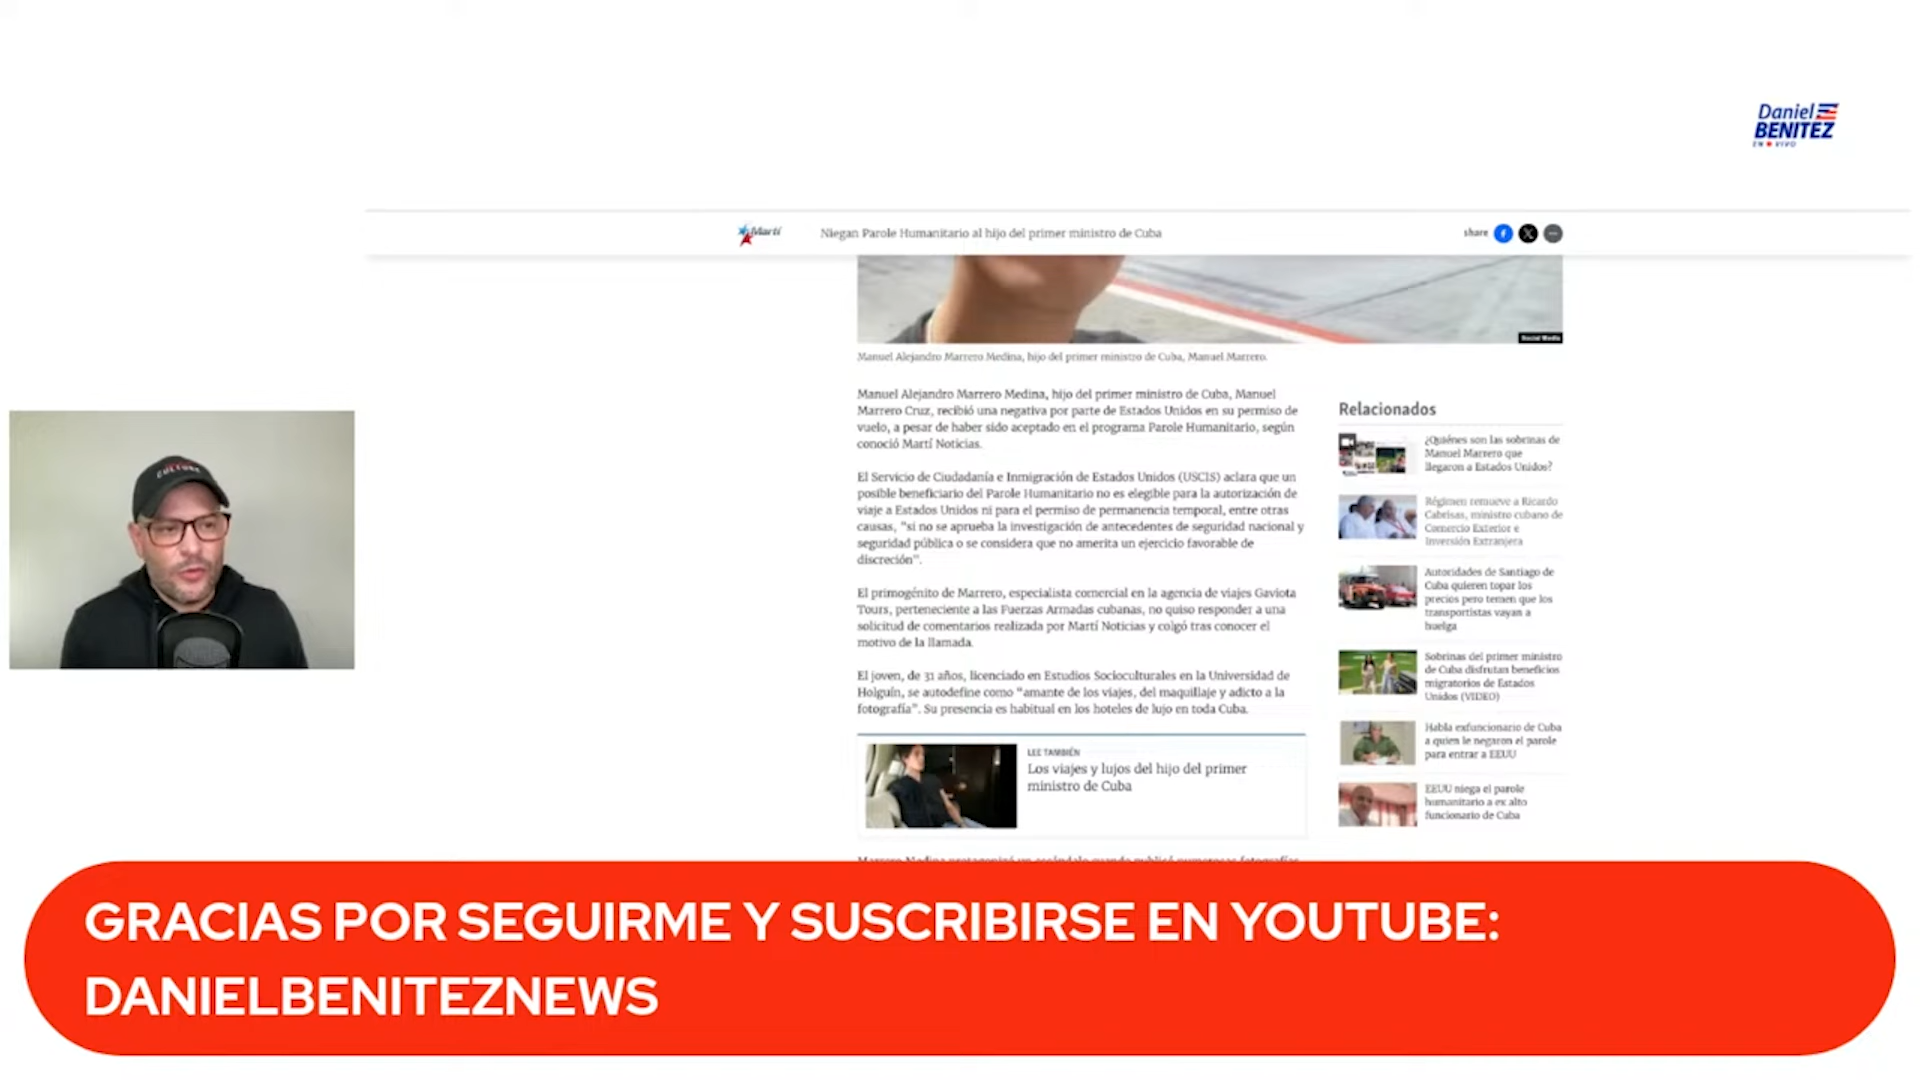 Daniel
BENITEZ
EN VIVO
Martí
Niegan Parole Humanitario al hijo del primer ministro de Cuba
share
Social Media
Manuel Alejandro Marrero Medina, hijo del primer ministro de Cuba, Manuel Marrero.
Manuel Alejandro Marrero Medina, hijo del primer ministro de Cuba, Manuel
Marrero Cruz, recibió una negativa por parte de Estados Unidos en su permiso de
vuelo, a pesar de haber sido aceptado en el programa Parole Humanitario, según
conoció Martí Noticias.
El Servicio de Ciudadanía e Inmigración de Estados Unidos (USCIS) aclara que un
posible beneficiario del Parole Humanitario no es elegible para la autorización de
viaje a Estados Unidos ni para el permiso de permanencia temporal, entre otras
causas, "si no se aprueba la investigación de antecedentes de seguridad nacional y
seguridad pública o se considera que no amerita un ejercicio favorable de
discreción".
El primogénito de Marrero, especialista comercial en la agencia de viajes Gaviota
Tours, perteneciente a las Fuerzas Armadas cubanas, no quiso responder a una
solicitud de comentarios realizada por Martí Noticias y colgó tras conocer el
motivo de la llamada.
El joven, de 31 años, licenciado en Estudios Socioculturales en la Universidad de
Holguín, se autodefine como "amante de los viajes, del maquillaje y adicto a la
fotografía". Su presencia es habitual en los hoteles de lujo en toda Cuba.
LEE TAMBIÉN
Los viajes y lujos del hijo del primer
ministro de Cuba
Relacionados
¿Quiénes son las sobrinas de
Manuel Marrero que
llegaron a Estados Unidos?
Régimen remueve a Ricardo
Cabrisas, ministro cubano de
Comercio Exterior e
Inversión Extranjera
Autoridades de Santiago de
Cuba quieren topar los
precios pero temen que los
transportistas vayan a
huelga
Sobrinas del primer ministro
de Cuba disfrutan beneficios
migratorios de Estados
Unidos (VIDEO)
Habla exfuncionario de Cuba
a quien le negaron el parole
para entrar a EEUU
EEUU niega el parole
humanitario a ex alto
funcionario de Cuba
CULTURE
GRACIAS POR SEGUIRME Y SUSCRIBIRSE EN YOUTUBE:
DANIELBENITEZNEWS